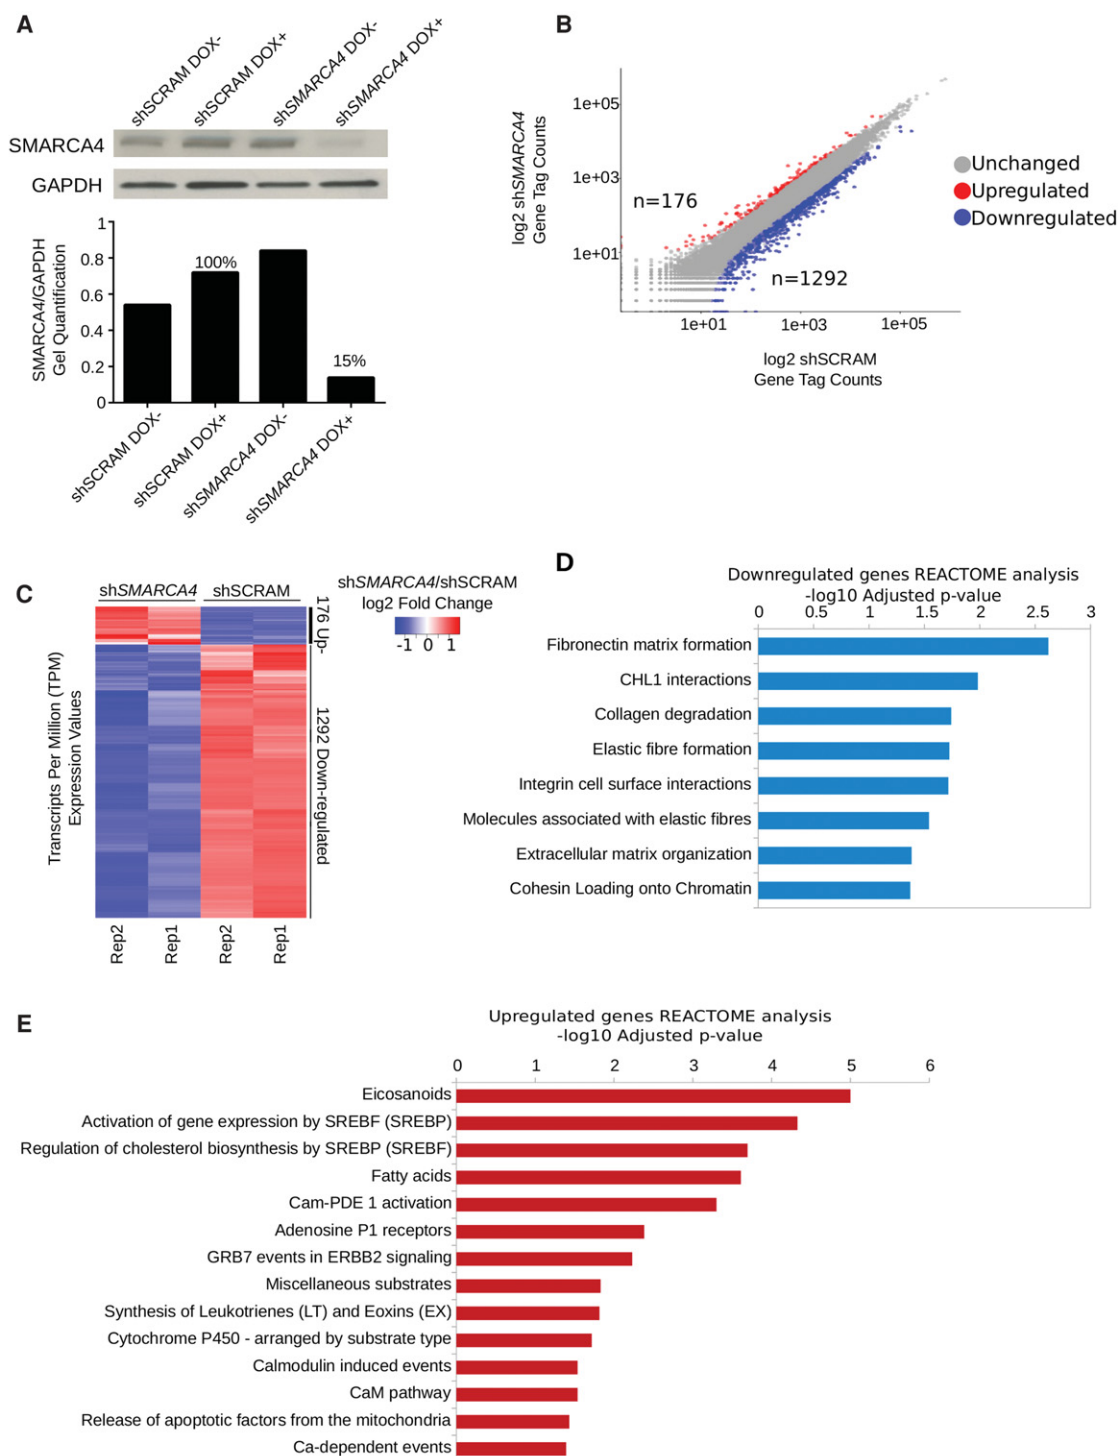 A
shSCRAM DOX-
shSCRAM DOX+
shSMARCA4 DOX-
shSMARCA4 DOX+
SMARCA4
GAPDH
SMARCA4/GAPDH
Gel Quantification
1
0.8
0.6
0.4
0.2
0
100%
15%
shSCRAM DOX-
shSCRAM DOX+
shSMARCA4 DOX-
shSMARCA4 DOX+
B
log2 shSMARCA4
Gene Tag Counts
1e+05
1e+03
1e+01
n=176
n=1292
1e+01 1e+03 1e+05
log2 shSCRAM
Gene Tag Counts
Unchanged
Upregulated
Downregulated
C
shSMARCA4 shSCRAM
Transcripts Per Million (TPM)
Expression Values
176 Up-
1292 Down-regulated
Rep2 Rep1 Rep2 Rep1
shSMARCA4/shSCRAM
log2 Fold Change
-1 0 1
D
Downregulated genes REACTOME analysis
-log10 Adjusted p-value
0 0.5 1 1.5 2 2.5 3
Fibronectin matrix formation
CHL1 interactions
Collagen degradation
Elastic fibre formation
Integrin cell surface interactions
Molecules associated with elastic fibres
Extracellular matrix organization
Cohesin Loading onto Chromatin
E
Upregulated genes REACTOME analysis
-log10 Adjusted p-value
0 1 2 3 4 5 6
Eicosanoids
Activation of gene expression by SREBF (SREBP)
Regulation of cholesterol biosynthesis by SREBP (SREBF)
Fatty acids
Cam-PDE 1 activation
Adenosine P1 receptors
GRB7 events in ERBB2 signaling
Miscellaneous substrates
Synthesis of Leukotrienes (LT) and Eoxins (EX)
Cytochrome P450 - arranged by substrate type
Calmodulin induced events
CaM pathway
Release of apoptotic factors from the mitochondria
Ca-dependent events